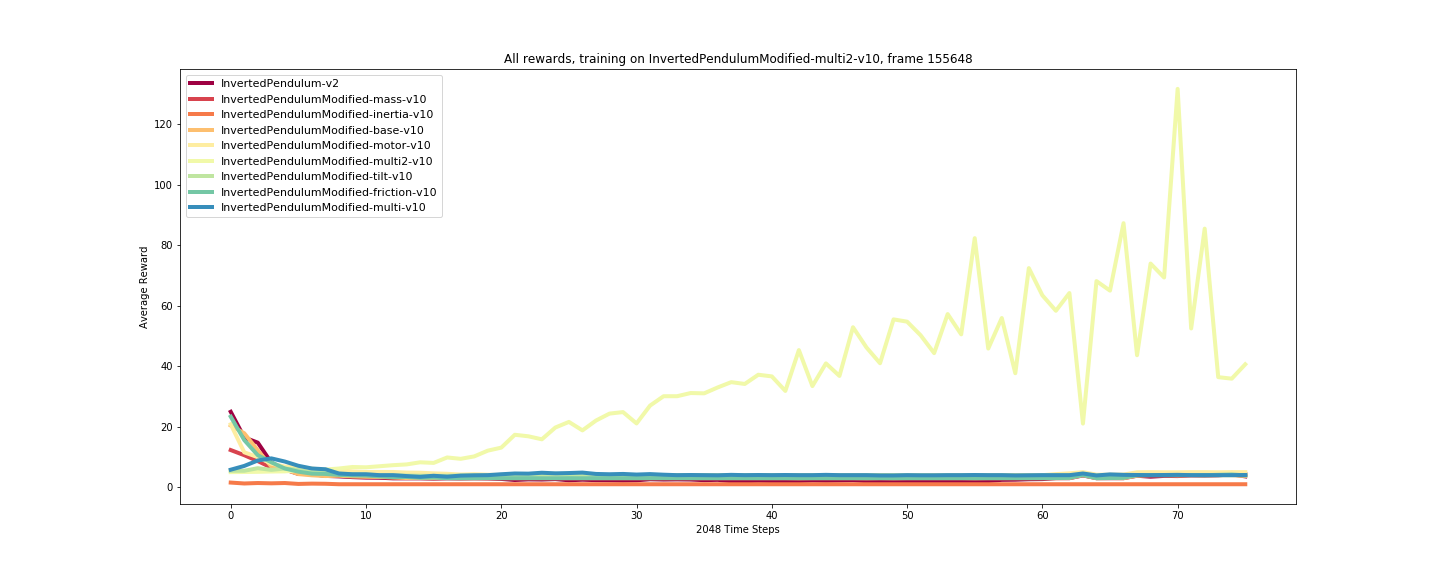 All rewards, training on InvertedPendulumModified-multi2-v10, frame 155648
InvertedPendulum-v2
InvertedPendulumModified-mass-v10
InvertedPendulumModified-inertia-v10
InvertedPendulumModified-base-v10
InvertedPendulumModified-motor-v10
InvertedPendulumModified-multi2-v10
InvertedPendulumModified-tilt-v10
InvertedPendulumModified-friction-v10
InvertedPendulumModified-multi-v10
Average Reward
120
100
80
60
40
20
0
0 10 20 30 40 50 60 70
2048 Time Steps